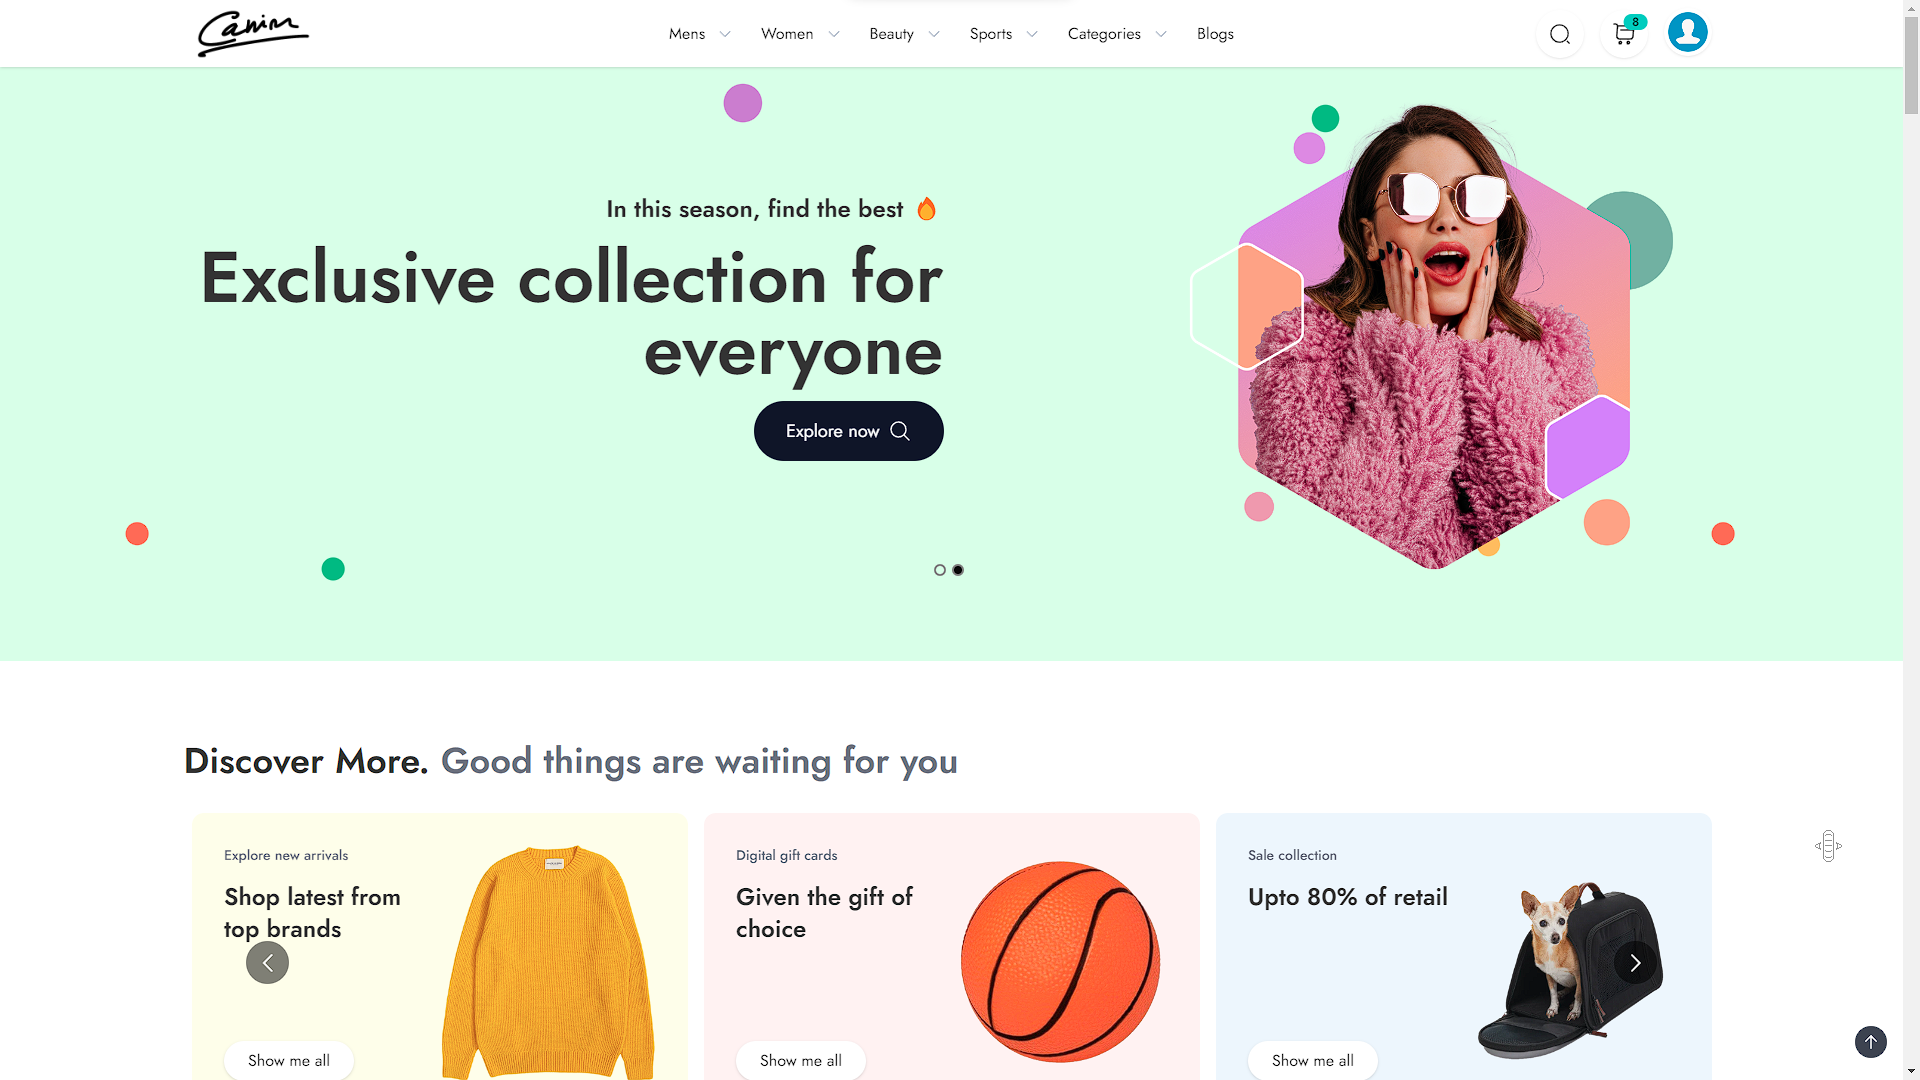 Mens
Women
Beauty
Sports
Categories
Blogs
8
In this season, find the best 🔥
Exclusive collection for
everyone
Explore now
Discover More. Good things are waiting for you
Explore new arrivals
Shop latest from
top brands
Show me all
Digital gift cards
Given the gift of
choice
Show me all
Sale collection
Upto 80% of retail
Show me all